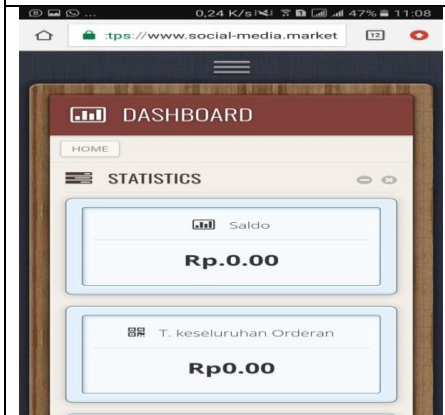 ... 0,24 K/s 47% 11:08
:tps://www.social-media.market 12
DASHBOARD
HOME
STATISTICS
Saldo
Rp.0.00
T. keseluruhan Orderan
Rp0.00